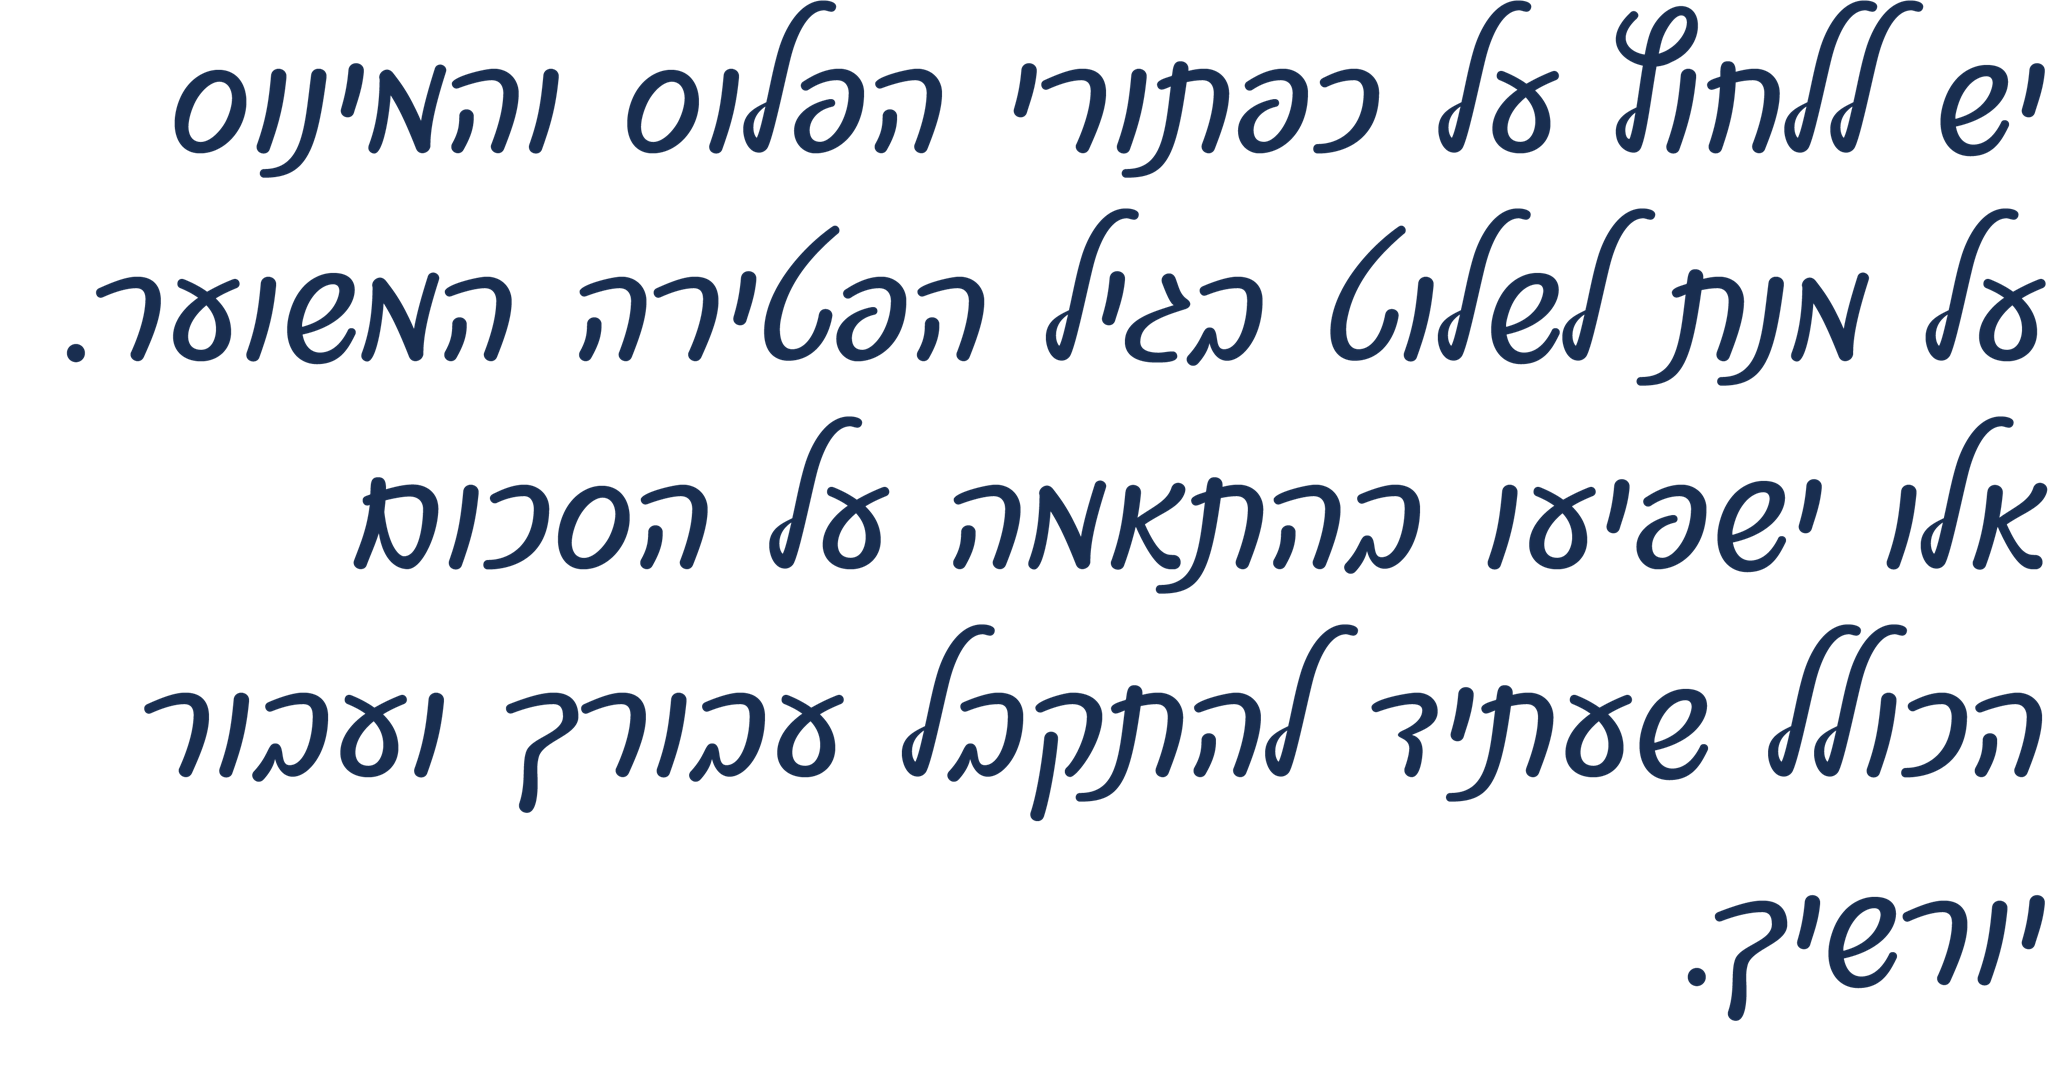 יש ללחוץ על כפתורי הפלוס והמינוס
על מנת לשלוט בגיל הפטירה המשוער.
אלו ישפיעו בהתאמה על הסכום
הכולל שעתיד להתקבל עבורך ועבור
יורשיך.